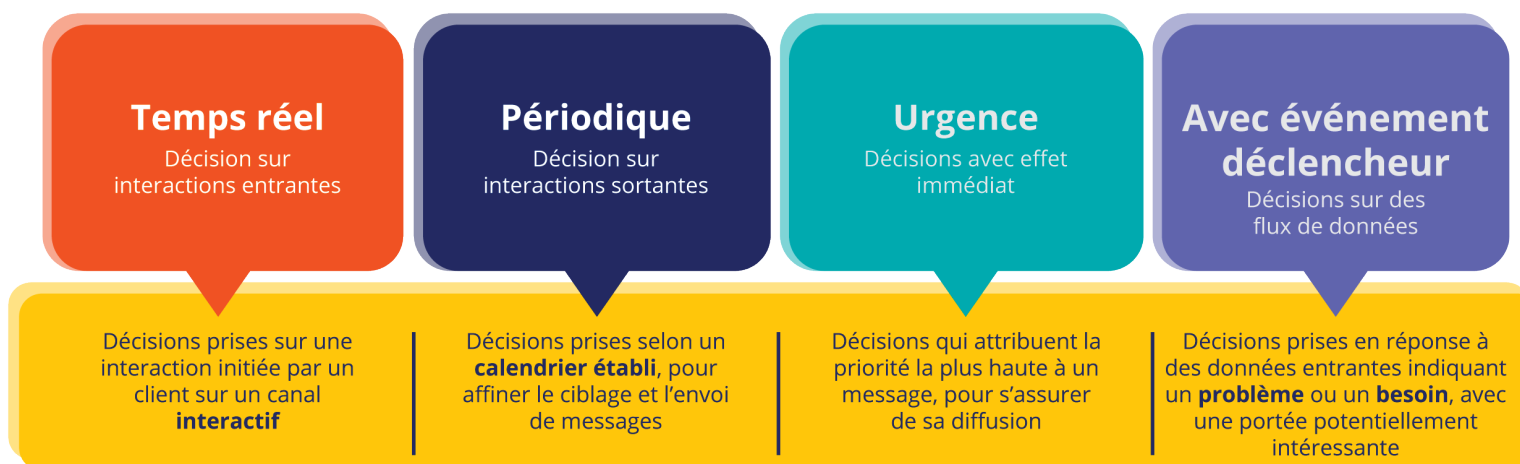 Temps réel
Décision sur
interactions entrantes
Périodique
Décision sur
interactions sortantes
Urgence
Décisions avec effet
immédiat
Avec événement
déclencheur
Décisions sur des
flux de données
Décisions prises sur une
interaction initiée par un
client sur un canal
interactif
Décisions prises selon un
calendrier établi, pour
affiner le ciblage et l’envoi
de messages
Décisions qui attribuent la
priorité la plus haute à un
message, pour s’assurer
de sa diffusion
Décisions prises en réponse à
des données entrantes indiquant
un problème ou un besoin, avec
une portée potentiellement
intéressante